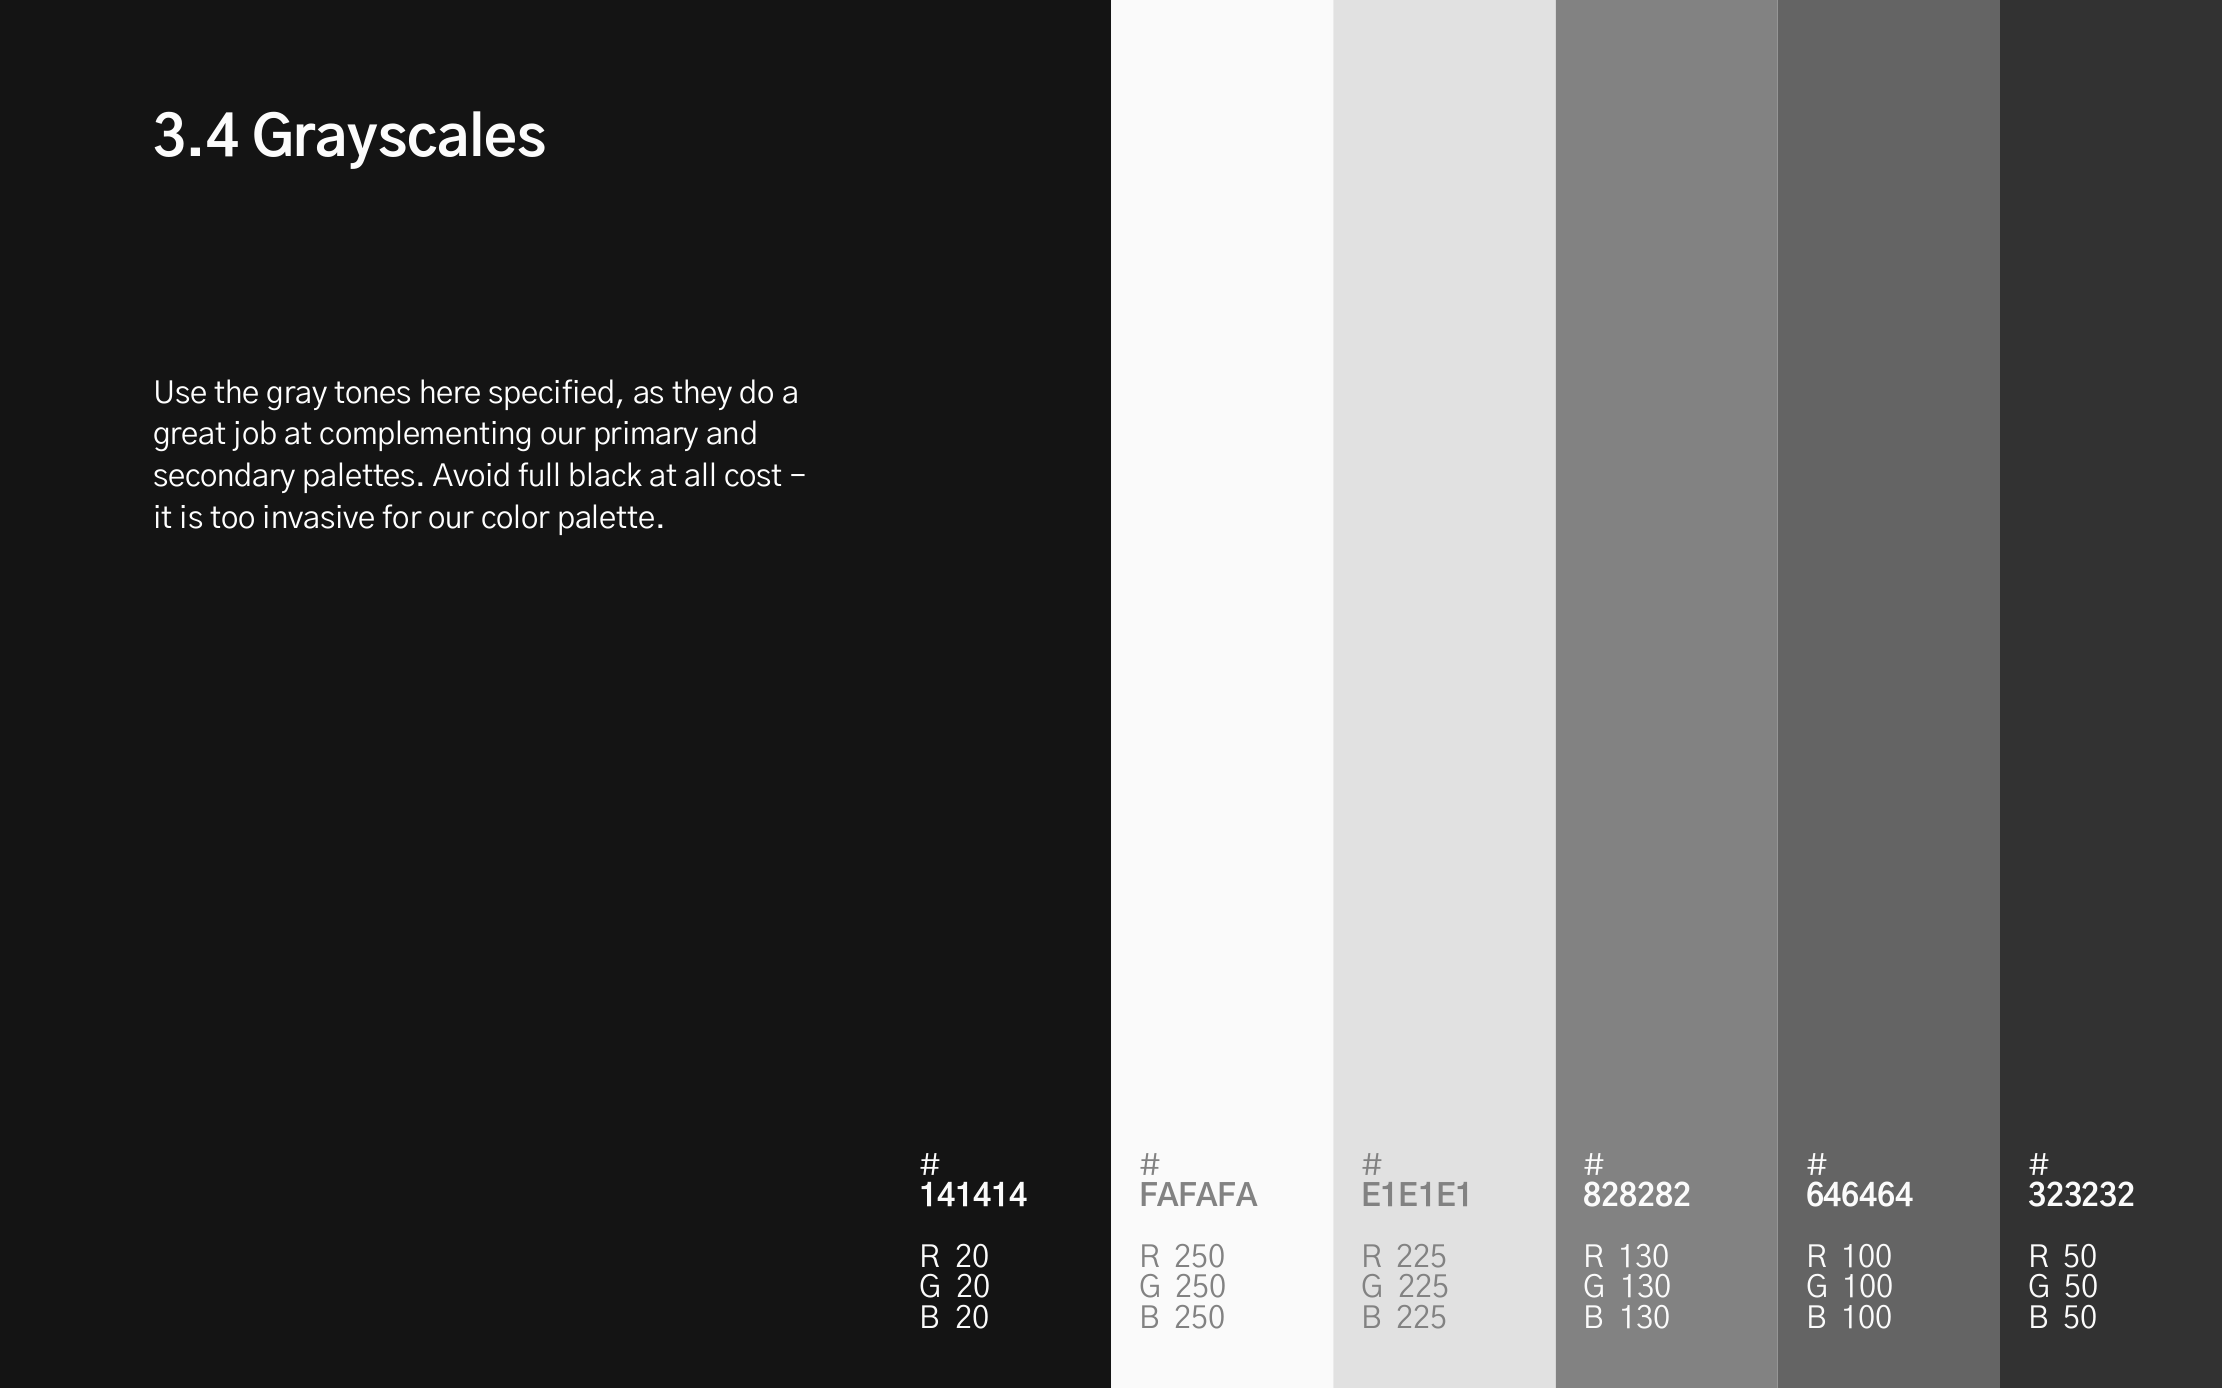 3.4 Grayscales
Use the gray tones here specified, as they do a
great job at complementing our primary and
secondary palettes. Avoid full black at all cost –
it is too invasive for our color palette.
#
141414
R 20
G 20
B 20
#
FAFAFA
R 250
G 250
B 250
#
E1E1E1
R 225
G 225
B 225
#
828282
R 130
G 130
B 130
#
646464
R 100
G 100
B 100
#
323232
R 50
G 50
B 50